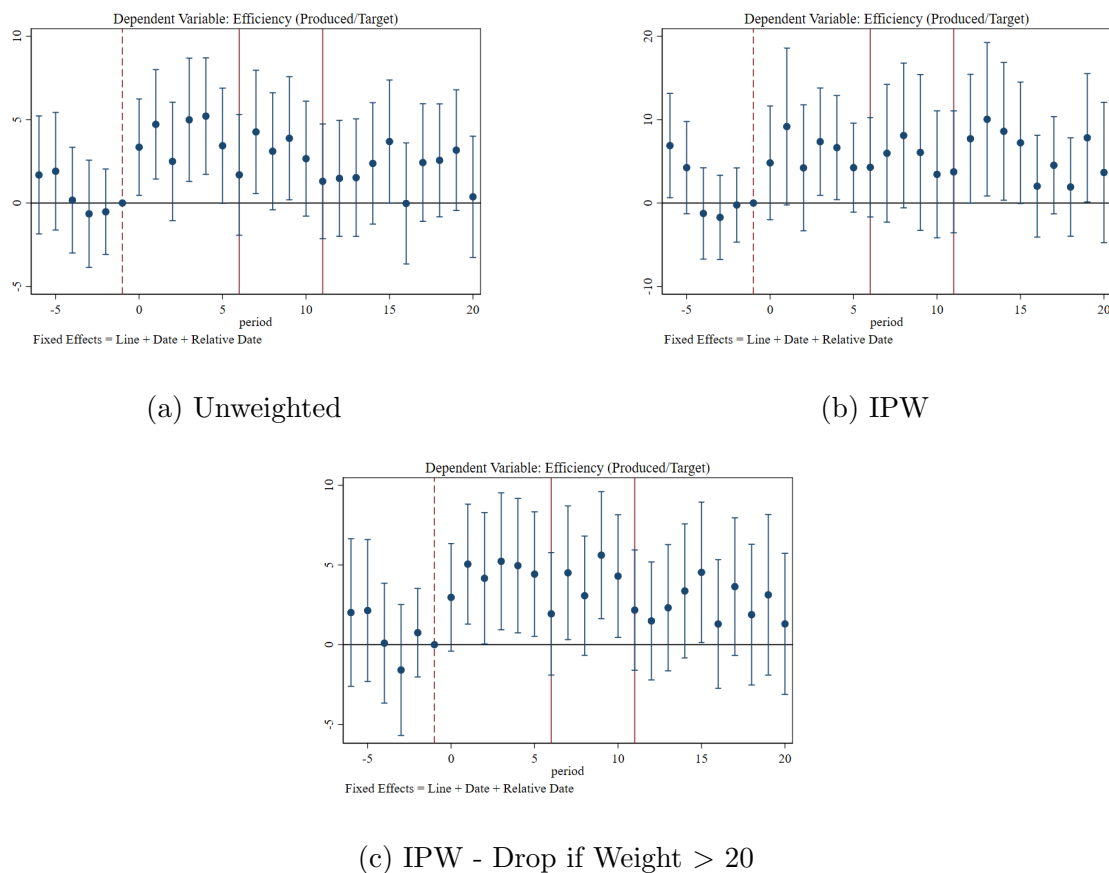 Dependent Variable: Efficiency (Produced/Target)
10
5
0
-5
-5 0 5 10 15 20
period
Fixed Effects = Line + Date + Relative Date
(a) Unweighted
Dependent Variable: Efficiency (Produced/Target)
20
10
0
-10
-5 0 5 10 15 20
period
Fixed Effects = Line + Date + Relative Date
(b) IPW
Dependent Variable: Efficiency (Produced/Target)
10
5
0
-5
-5 0 5 10 15 20
period
Fixed Effects = Line + Date + Relative Date
(c) IPW - Drop if Weight > 20